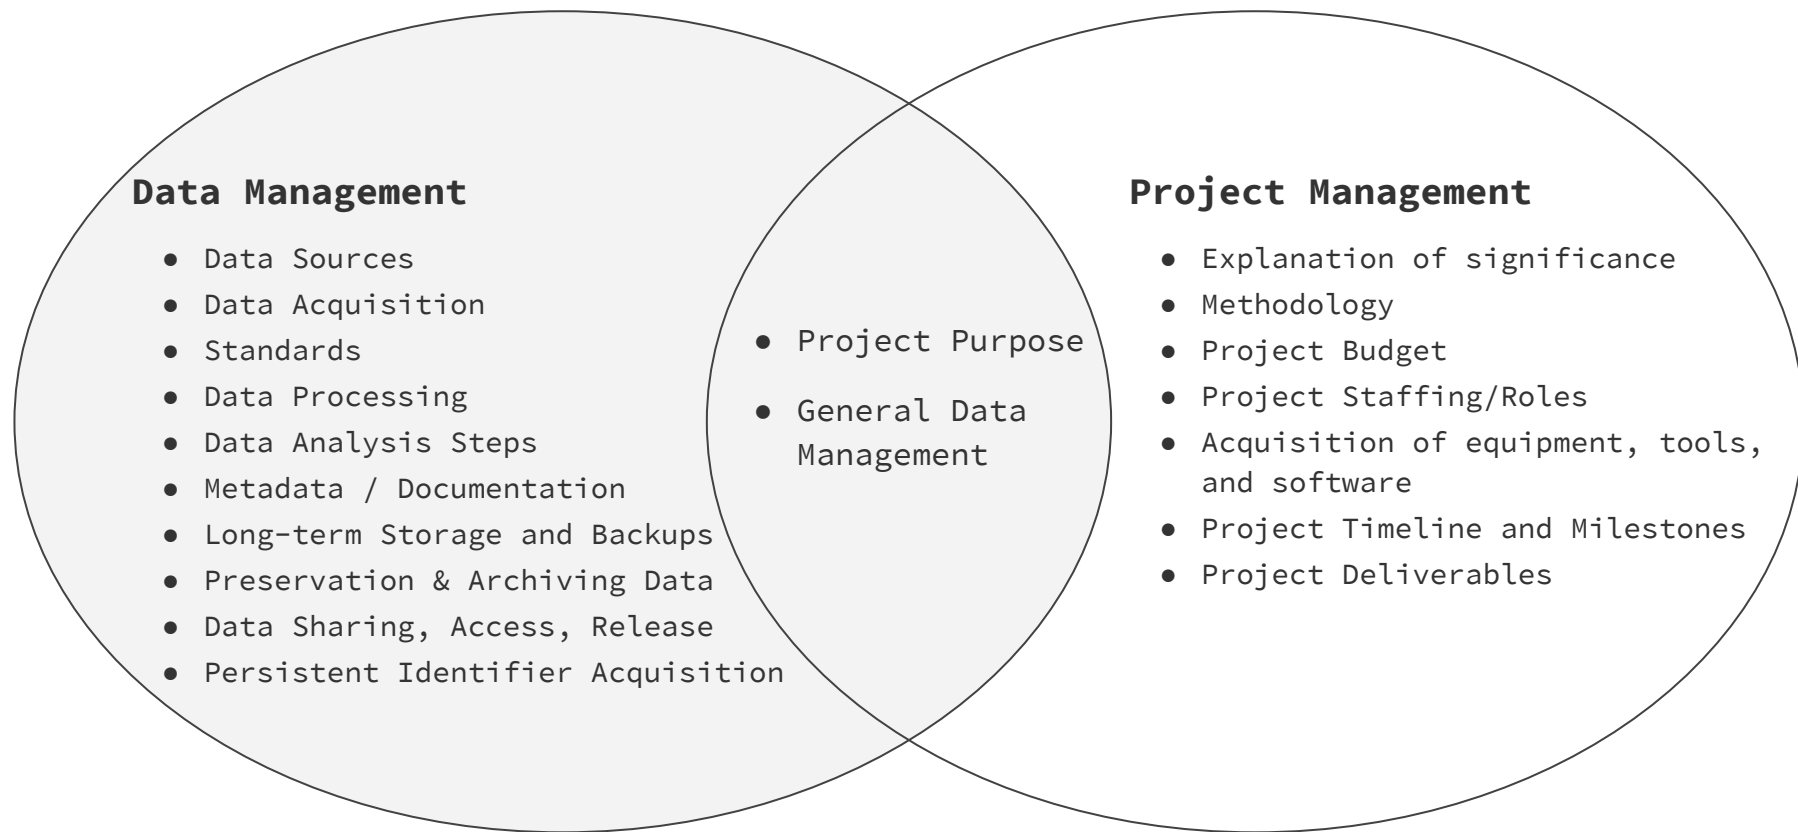 Data Management
● Data Sources
● Data Acquisition
● Standards
● Data Processing
● Data Analysis Steps
● Metadata / Documentation
● Long-term Storage and Backups
● Preservation & Archiving Data
● Data Sharing, Access, Release
● Persistent Identifier Acquisition
● Project Purpose
● General Data
Management
Project Management
● Explanation of significance
● Methodology
● Project Budget
● Project Staffing/Roles
● Acquisition of equipment, tools,
and software
● Project Timeline and Milestones
● Project Deliverables